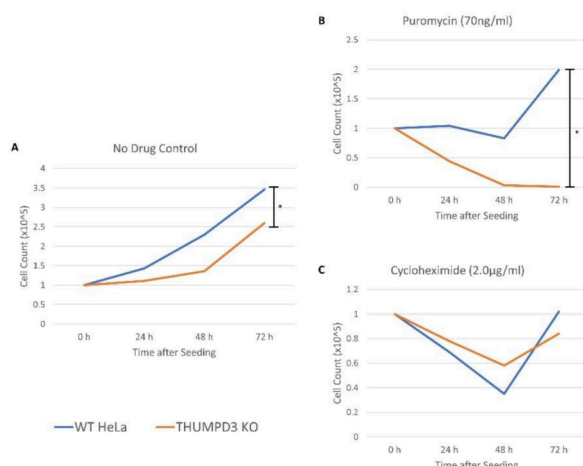 B
Puromycin (70ng/ml)
2.5
2
1.5
1
0.5
0
Cell Count (x10^5)
*
0 h 24 h 48 h 72 h
Time after Seeding
A
No Drug Control
4
3.5
3
2.5
2
1.5
1
0.5
0
Cell Count (x10^5)
*
0 h 24 h 48 h 72 h
Time after Seeding
C
Cycloheximide (2.0µg/ml)
1.2
1
0.8
0.6
0.4
0.2
0
Cell Count (x10^5)
0 h 24 h 48 h 72 h
Time after Seeding
WT HeLa THUMPD3 KO